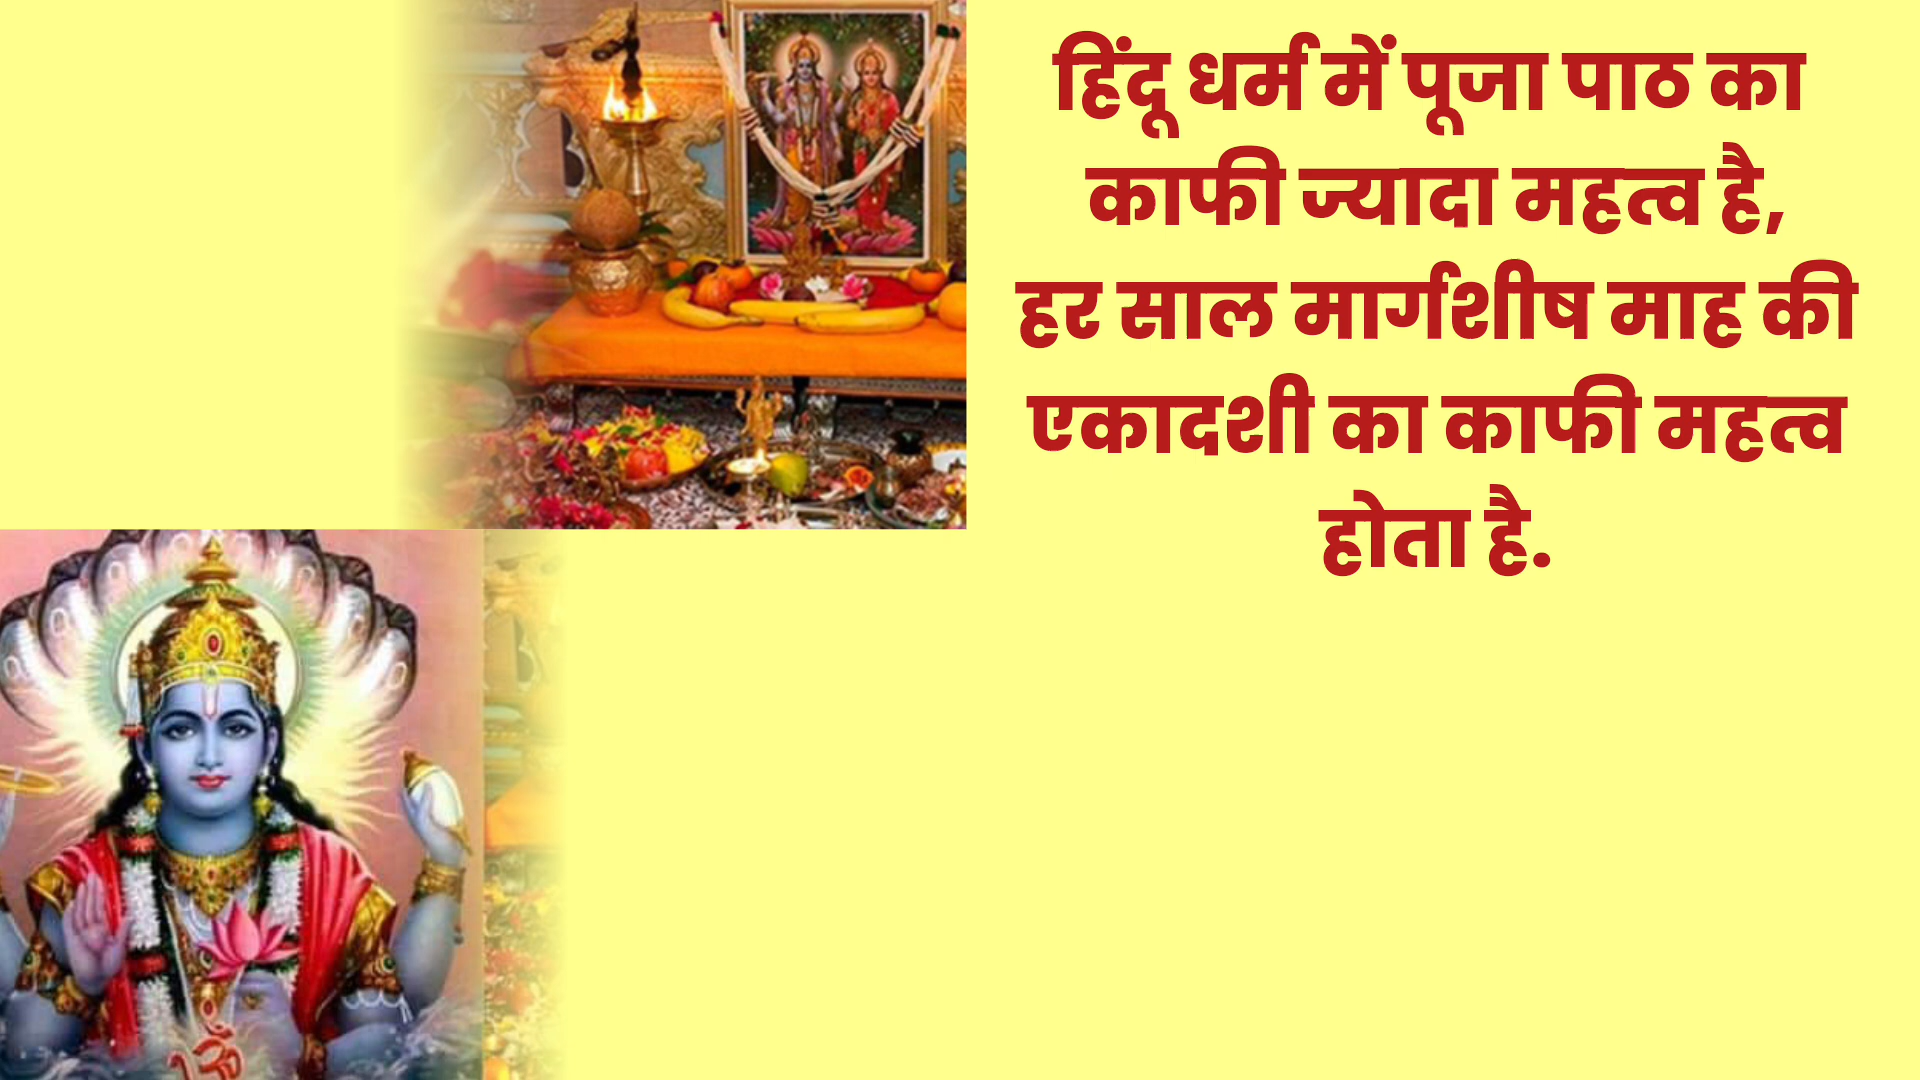 हिंदू धर्म में पूजा पाठ का
काफी ज्यादा महत्व है,
हर साल मार्गशीष माह की
एकादशी का काफी महत्व
होता है.
ॐ